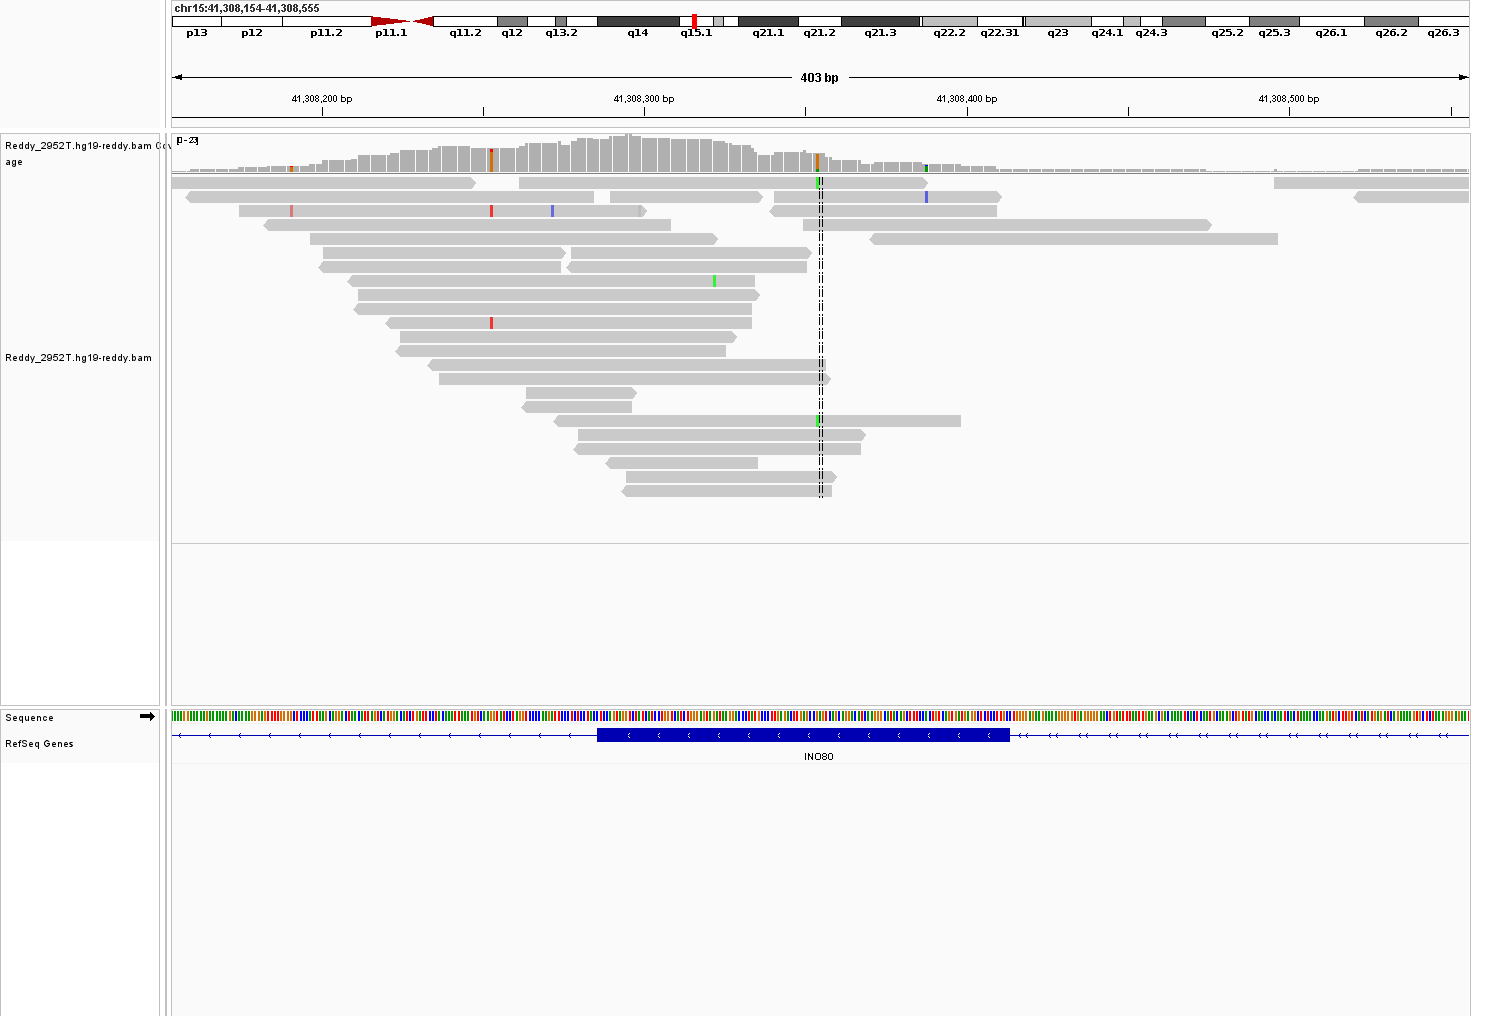 chr15:41,308,154-41,308,555
p13 p12 p11.2 p11.1 q11.2 q12 q13.2 q14 q15.1 q21.1 q21.2 q21.3 q22.2 q22.31 q23 q24.1 q24.3 q25.2 q25.3 q26.1 q26.2 q26.3
403 bp
41,308,200 bp 41,308,300 bp 41,308,400 bp 41,308,500 bp
Reddy_2952T.hg19-reddy.bam Cov
age
[0-23]
Reddy_2952T.hg19-reddy.bam
Sequence
RefSeq Genes
INO80